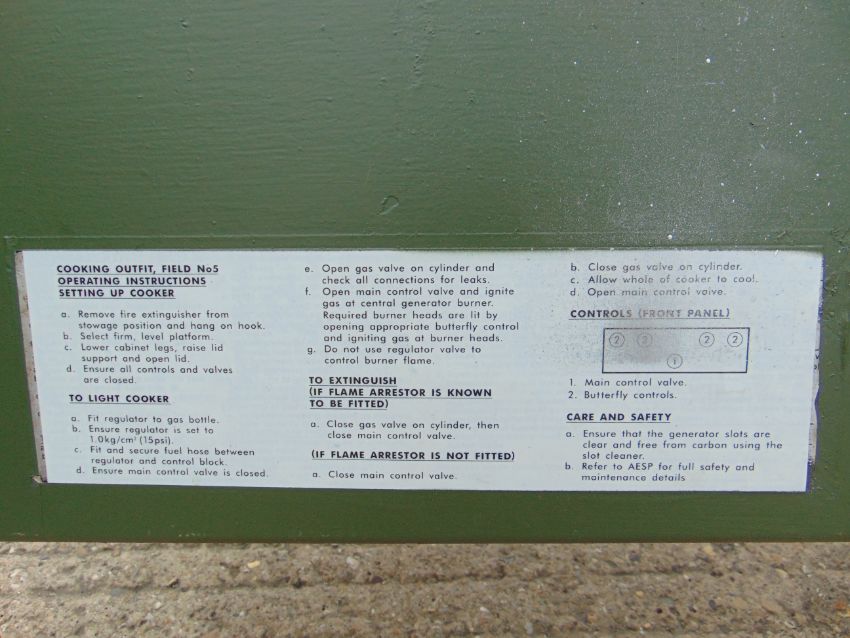 COOKING OUTFIT, FIELD No5
OPERATING INSTRUCTIONS
SETTING UP COOKER
a. Remove fire extinguisher from
stowage position and hang on hook.
b. Select firm, level platform.
c. Lower cabinet legs, raise lid
support and open lid.
d. Ensure all controls and valves
are closed.
TO LIGHT COOKER
a. Fit regulator to gas bottle.
b. Ensure regulator is set to
1.0kg/cm² (15psi).
c. Fit and secure fuel hose between
regulator and control block.
d. Ensure main control valve is closed.
e. Open gas valve on cylinder and
check all connections for leaks.
f. Open main control valve and ignite
gas at central generator burner.
Required burner heads are lit by
opening appropriate butterfly control
and igniting gas at burner heads.
g. Do not use regulator valve to
control burner flame.
TO EXTINGUISH
(IF FLAME ARRESTOR IS KNOWN
TO BE FITTED)
a. Close gas valve on cylinder, then
close main control valve.
(IF FLAME ARRESTOR IS NOT FITTED)
a. Close main control valve.
b. Close gas valve on cylinder.
c. Allow whole of cooker to cool.
d. Open main control valve.
CONTROLS (FRONT PANEL)
2 2 2 2
1
1. Main control valve.
2. Butterfly controls.
CARE AND SAFETY
a. Ensure that the generator slots are
clear and free from carbon using the
slot cleaner.
b. Refer to AESP for full safety and
maintenance details